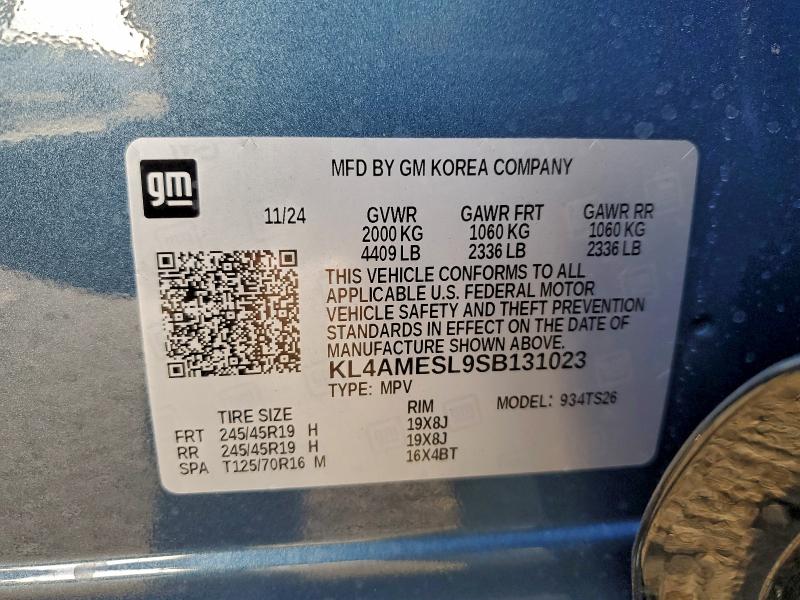 gm
MFD BY GM KOREA COMPANY
11/24 GVWR GAWR FRT GAWR RR
2000 KG 1060 KG 1060 KG
4409 LB 2336 LB 2336 LB
THIS VEHICLE CONFORMS TO ALL
APPLICABLE U.S. FEDERAL MOTOR
VEHICLE SAFETY AND THEFT PREVENTION
STANDARDS IN EFFECT ON THE DATE OF
MANUFACTURE SHOWN ABOVE.
KL4AMESL9SB131023
TYPE: MPV MODEL: 934TS26
TIRE SIZE RIM
FRT 245/45R19 H 19X8J
RR 245/45R19 H 19X8J
SPA T125/70R16 M 16X4BT